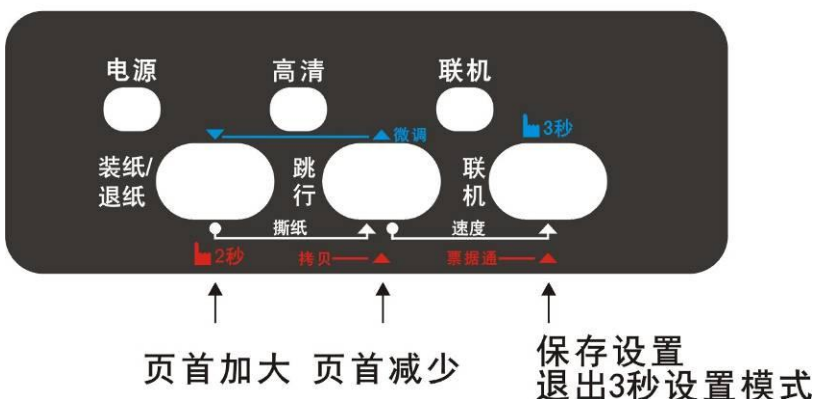 电源 高清 联机
微调 3秒
装纸/ 跳 联
退纸 行 机
撕纸 速度
2秒 拷贝 票据通
页首加大 页首减少 保存设置
退出3秒设置模式